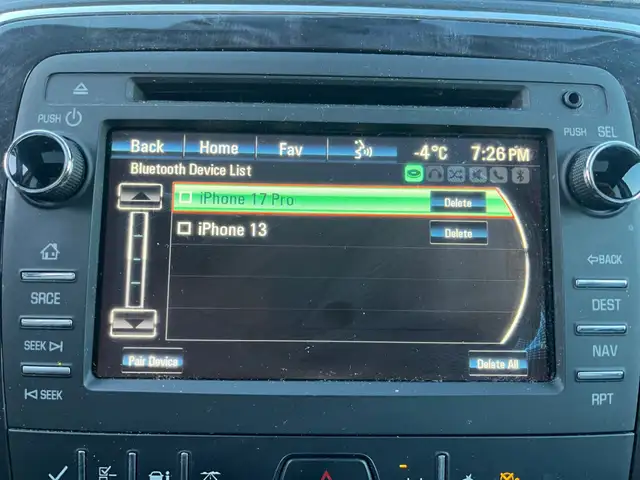 PUSH
PUSH SEL
Back Home Fav -4°C 7:26 PM
Bluetooth Device List
iPhone 17 Pro Delete
iPhone 13 Delete
Pair Device Delete All
SRCE
SEEK
SEEK
BACK
DEST
NAV
RPT